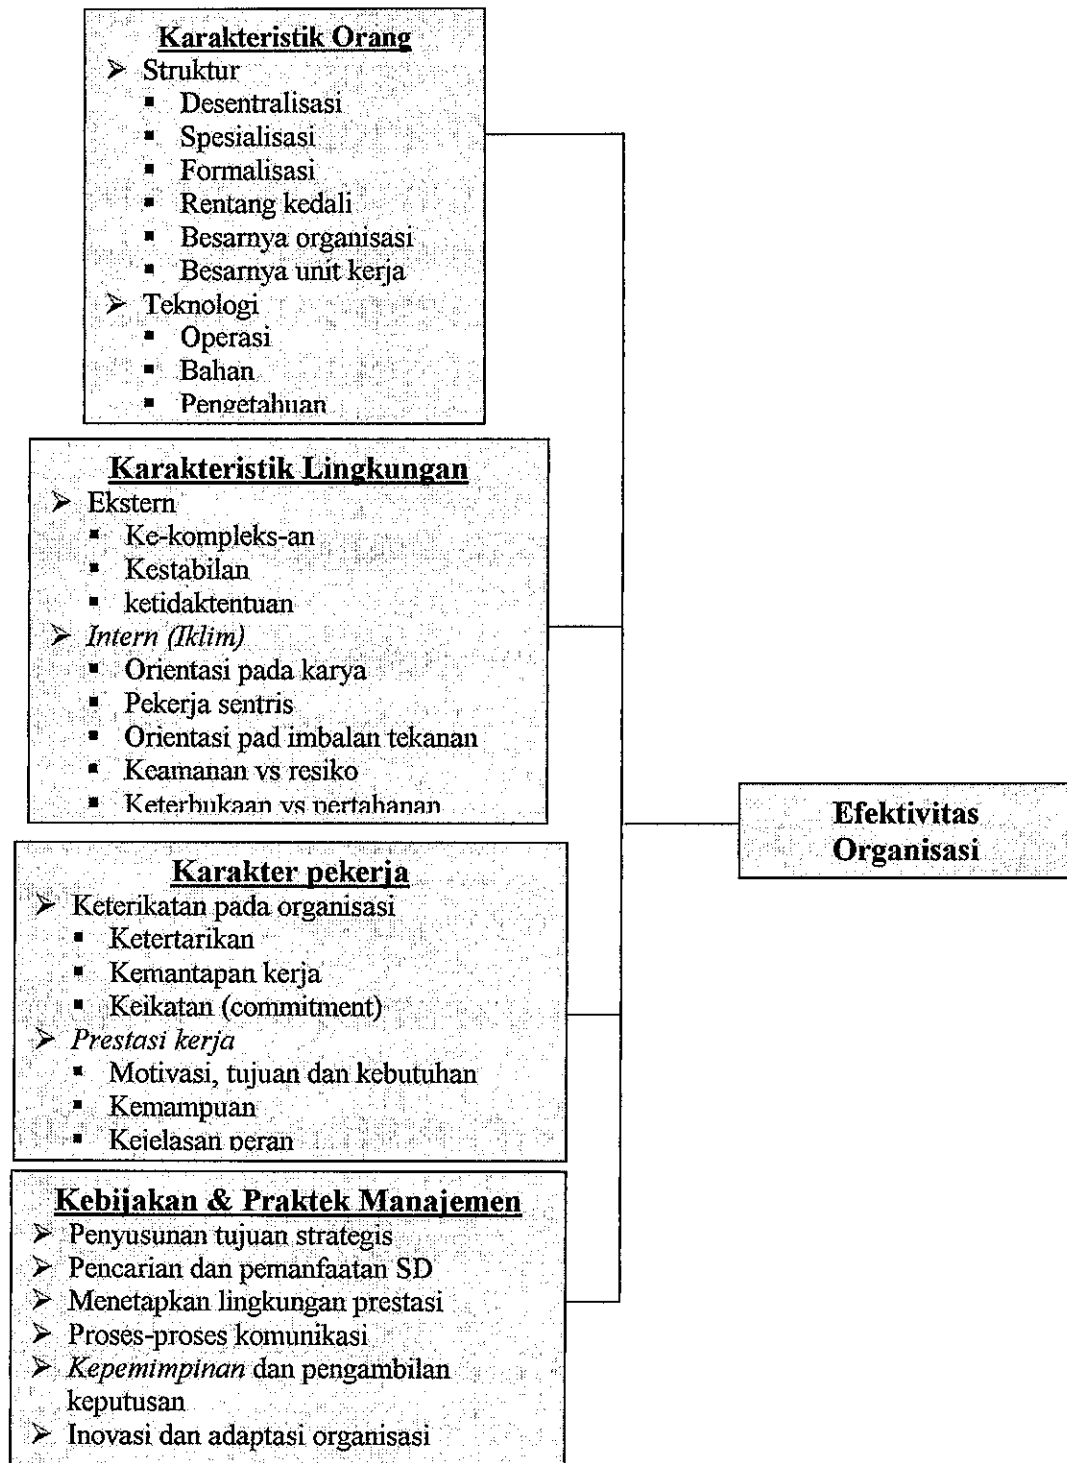 Karakteristik Orang
➢ Struktur
▪ Desentralisasi
▪ Spesialisasi
▪ Formalisasi
▪ Rentang kedali
▪ Besarnya organisasi
▪ Besarnya unit kerja
➢ Teknologi
▪ Operasi
▪ Bahan
▪ Pengetahuan
Karakteristik Lingkungan
➢ Ekstern
▪ Ke-kompleks-an
▪ Kestabilan
▪ ketidaktentuan
➢ Intern (Iklim)
▪ Orientasi pada karya
▪ Pekerja sentris
▪ Orientasi pad imbalan tekanan
▪ Keamanan vs resiko
▪ Keterbukaan vs pertahanan
Karakter pekerja
➢ Keterikatan pada organisasi
▪ Ketertarikan
▪ Kemantapan kerja
▪ Keikatan (commitment)
➢ Prestasi kerja
▪ Motivasi, tujuan dan kebutuhan
▪ Kemampuan
▪ Kejelasan peran
Kebijakan & Praktek Manajemen
➢ Penyusunan tujuan strategis
➢ Pencarian dan pemanfaatan SD
➢ Menetapkan lingkungan prestasi
➢ Proses-proses komunikasi
➢ Kepemimpinan dan pengambilan
keputusan
➢ Inovasi dan adaptasi organisasi
Efektivitas
Organisasi